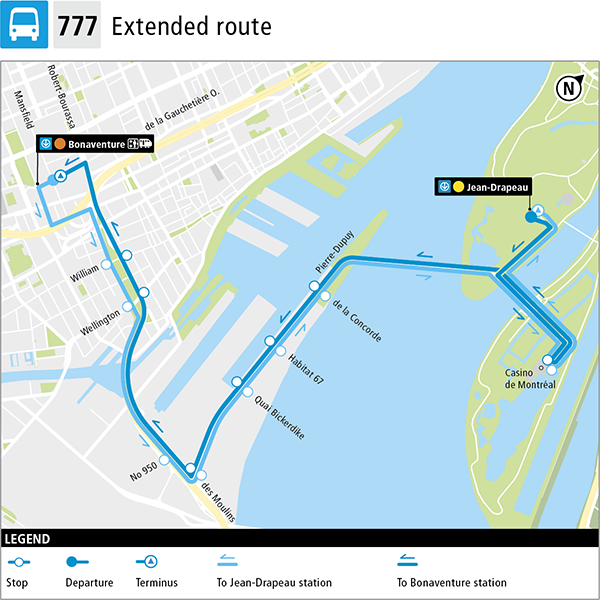 777 Extended route
N
Mansfield
Robert-Bourassa
de la Gauchetière O.
Bonaventure
Jean-Drapeau
Pierre-Dupuy
William
Wellington
de la Concorde
Habitat 67
Casino
de Montréal
Quai Bickerdike
No 950
des Moulins
LEGEND
Stop
Departure
Terminus
To Jean-Drapeau station
To Bonaventure station